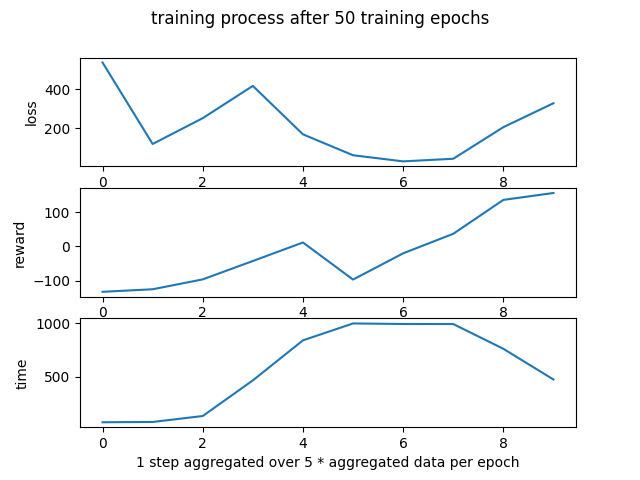 training process after 50 training epochs
400
200
loss
0 2 4 6 8
100
0
−100
reward
0 2 4 6 8
1000
500
time
0 2 4 6 8
1 step aggregated over 5 * aggregated data per epoch